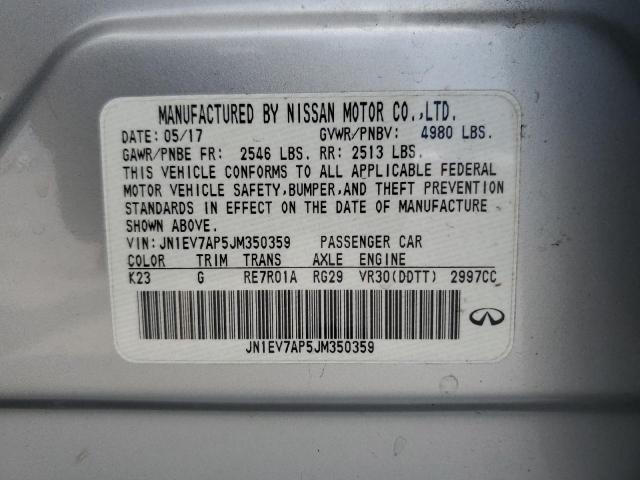 MANUFACTURED BY NISSAN MOTOR CO.,LTD.
DATE: 05/17 GVWR/PNBV: 4980 LBS.
GAWR/PNBE FR: 2546 LBS. RR: 2513 LBS.
THIS VEHICLE CONFORMS TO ALL APPLICABLE FEDERAL
MOTOR VEHICLE SAFETY,BUMPER,AND THEFT PREVENTION
STANDARDS IN EFFECT ON THE DATE OF MANUFACTURE
SHOWN ABOVE.
VIN: JN1EV7AP5JM350359 PASSENGER CAR
COLOR TRIM TRANS AXLE ENGINE
K23 G RE7R01A RG29 VR30(DDTT) 2997CC
JN1EV7AP5JM350359